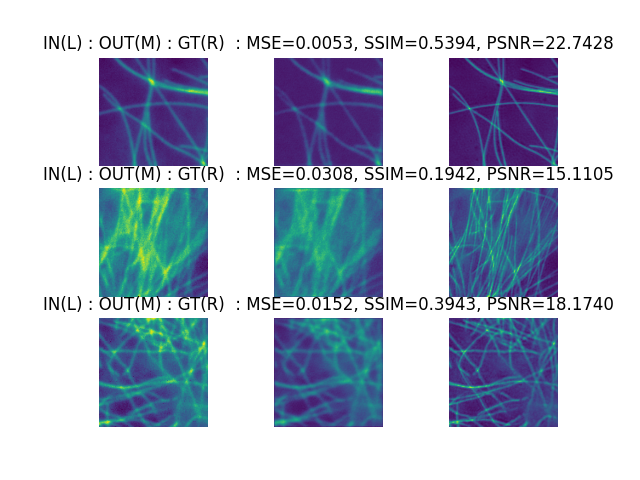 IN(L) : OUT(M) : GT(R)  : MSE=0.0053, SSIM=0.5394, PSNR=22.7428
IN(L) : OUT(M) : GT(R)  : MSE=0.0308, SSIM=0.1942, PSNR=15.1105
IN(L) : OUT(M) : GT(R)  : MSE=0.0152, SSIM=0.3943, PSNR=18.1740